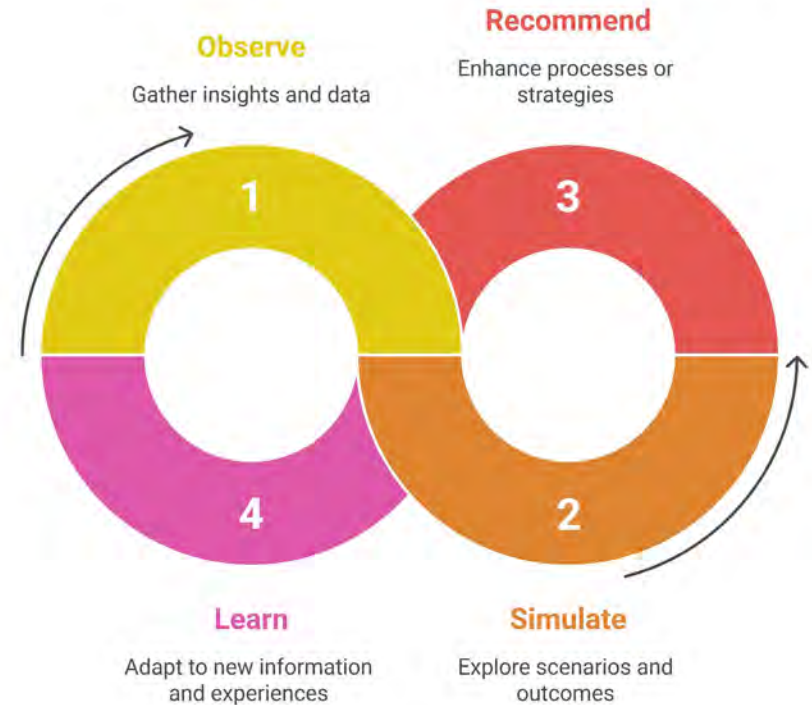 Observe
Gather insights and data
Recommend
Enhance processes or
strategies
1
3
4
2
Learn
Adapt to new information
and experiences
Simulate
Explore scenarios and
outcomes